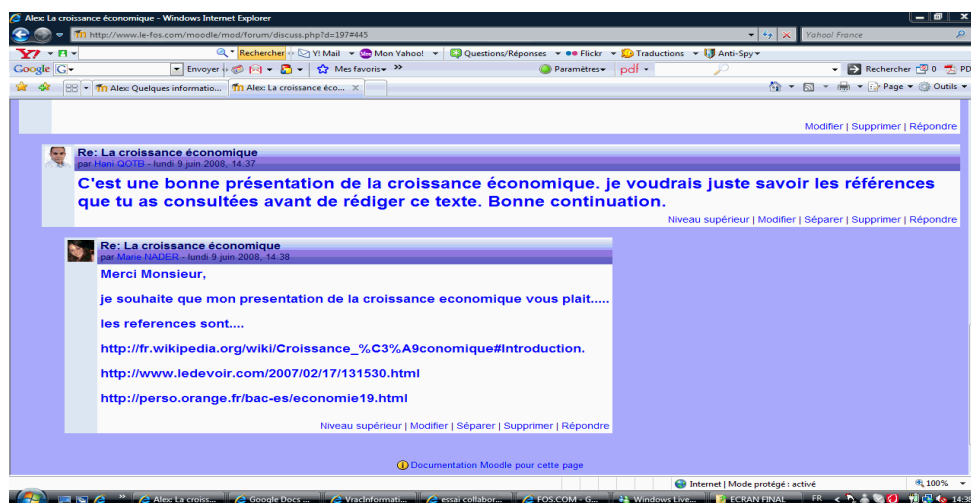 Alex: La croissance économique - Windows Internet Explorer
http://www.le-fos.com/moodle/mod/forum/discuss.php?d=197#445
Yahoo! France
Rechercher Y! Mail Mon Yahoo! Questions/Réponses Flickr Traductions Anti-Spy
Google G Envoyer Mes favoris Paramètres pdf Rechercher 0 PD
Alex: Quelques informatio... Alex: La croissance éco... Page Outils
Modifier | Supprimer | Répondre
Re: La croissance économique
par Hani QOTB - lundi 9 juin 2008, 14:37
C'est une bonne présentation de la croissance économique. je voudrais juste savoir les références
que tu as consultées avant de rédiger ce texte. Bonne continuation.
Niveau supérieur | Modifier | Séparer | Supprimer | Répondre
Re: La croissance économique
par Marie NADER - lundi 9 juin 2008, 14:38
Merci Monsieur,
je souhaite que mon presentation de la croissance economique vous plait.....
les references sont....
http://fr.wikipedia.org/wiki/Croissance_%C3%A9conomique#Introduction.
http://www.ledevoir.com/2007/02/17/131530.html
http://perso.orange.fr/bac-es/economie19.html
Niveau supérieur | Modifier | Séparer | Supprimer | Répondre
Documentation Moodle pour cette page
Internet | Mode protégé : activé 100%
Alex: La croiss... Google Docs ... VracInformati... essai collabor... FOS.COM - G... Windows Live... ECRAN FINAL FR 14:38